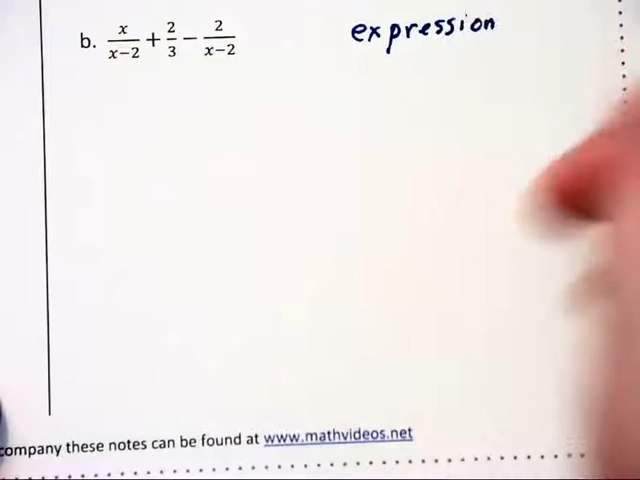 b. x/(x−2) + 2/3 − 2/(x−2) expression
company these notes can be found at www.mathvideos.net